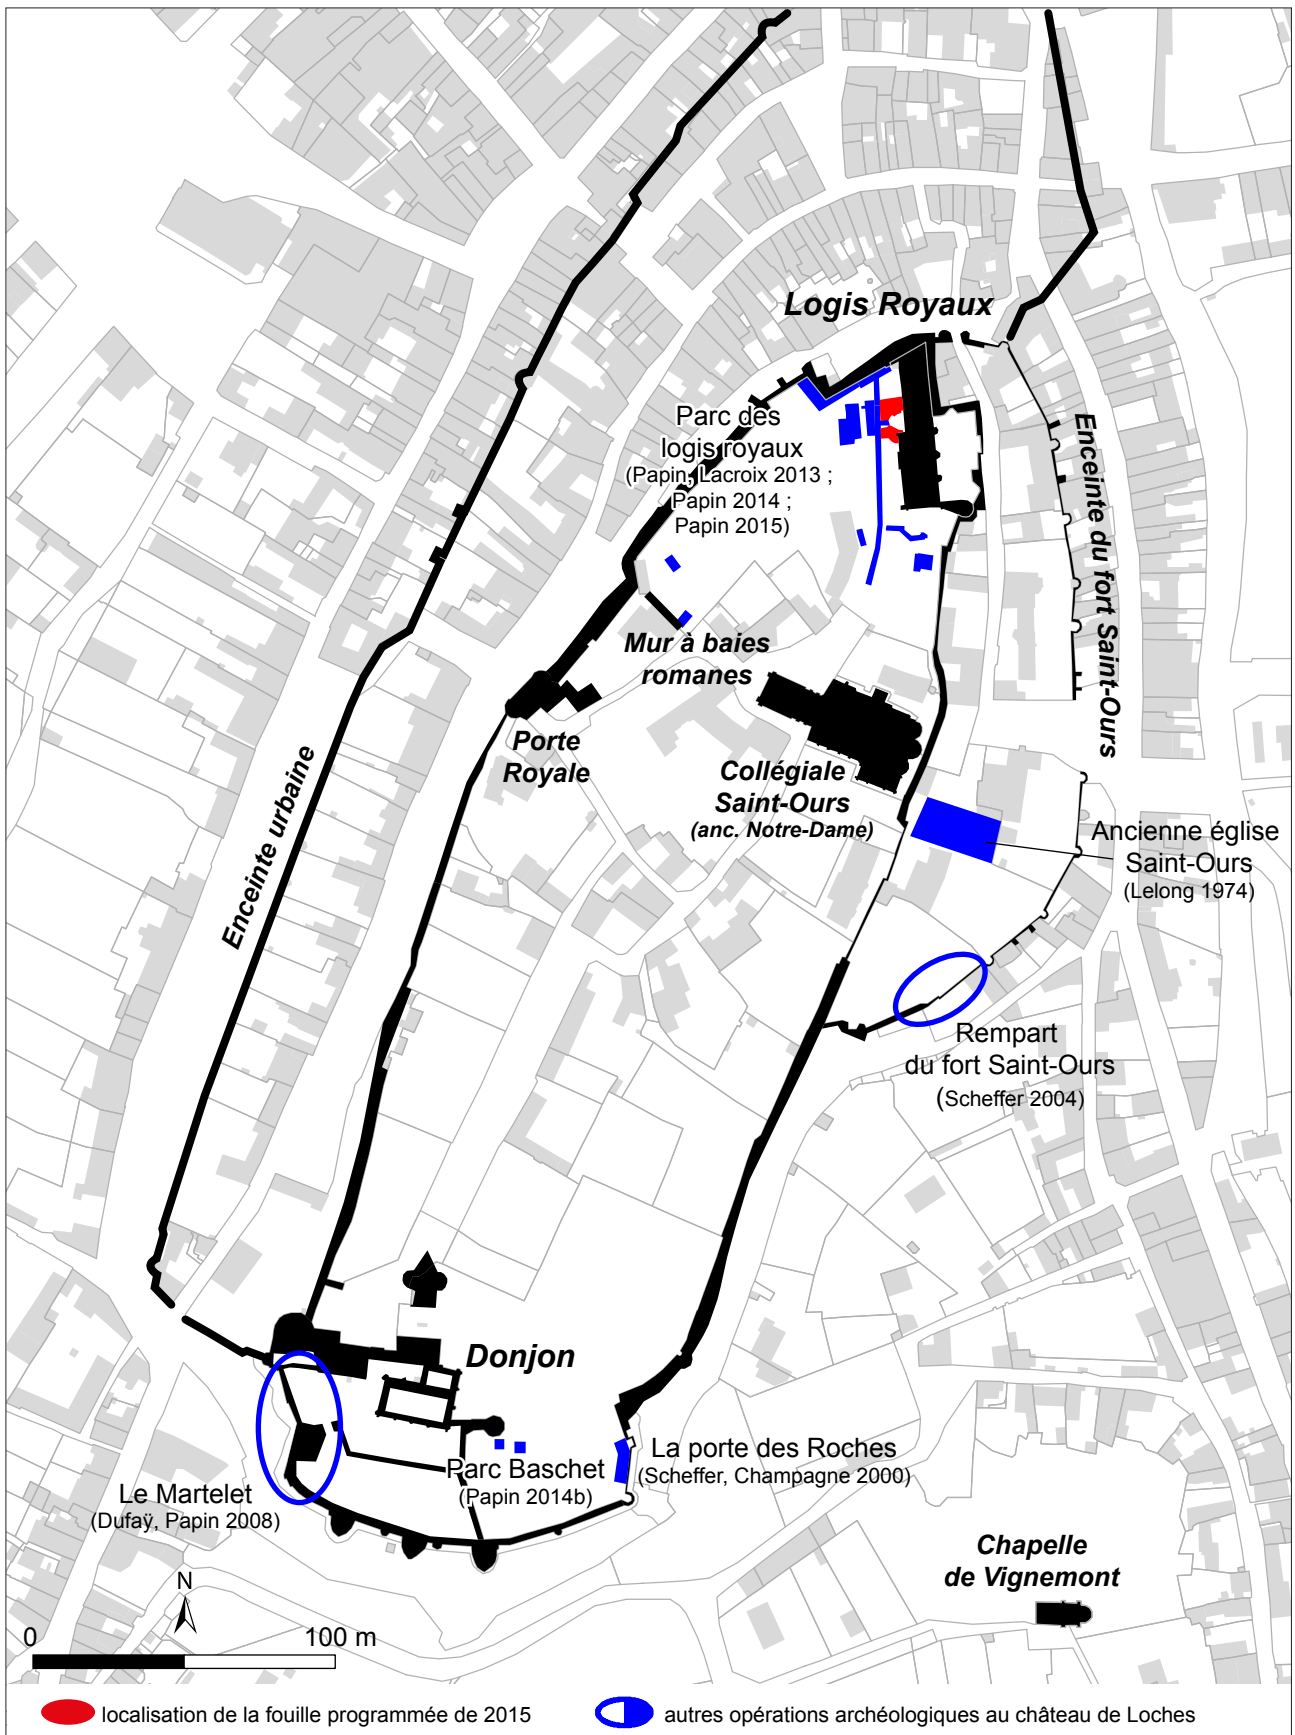 Logis Royaux
Parc des
logis royaux
(Papin, Lacroix 2013 ;
Papin 2014 ;
Papin 2015)
Enceinte du fort Saint-Ours
Mur à baies
romanes
Porte
Royale
Enceinte urbaine
Collégiale
Saint-Ours
(anc. Notre-Dame)
Ancienne église
Saint-Ours
(Lelong 1974)
Rempart
du fort Saint-Ours
(Scheffer 2004)
Donjon
La porte des Roches
(Scheffer, Champagne 2000)
Parc Baschet
(Papin 2014b)
Le Martelet
(Dufaÿ, Papin 2008)
Chapelle
de Vignemont
N
0 100 m
localisation de la fouille programmée de 2015
autres opérations archéologiques au château de Loches